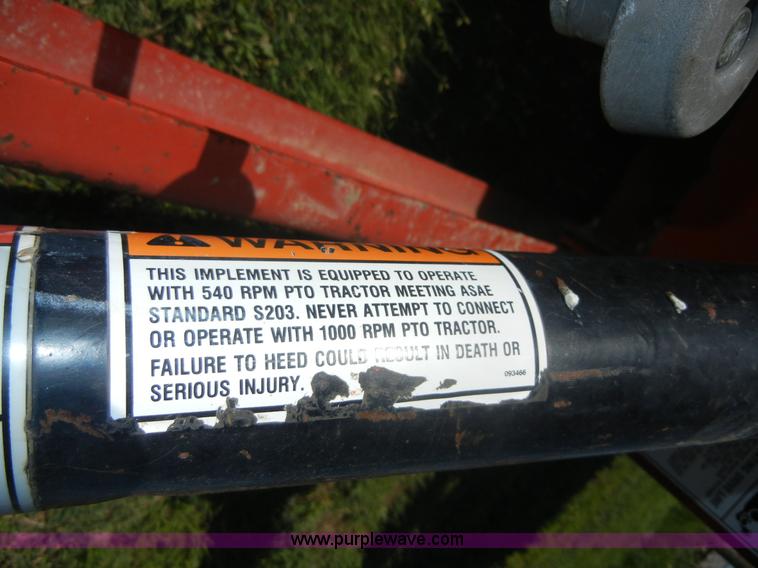 WARNING
THIS IMPLEMENT IS EQUIPPED TO OPERATE
WITH 540 RPM PTO TRACTOR MEETING ASAE
STANDARD S203. NEVER ATTEMPT TO CONNECT
OR OPERATE WITH 1000 RPM PTO TRACTOR.
FAILURE TO HEED COULD RESULT IN DEATH OR
SERIOUS INJURY.
093466
www.purplewave.com